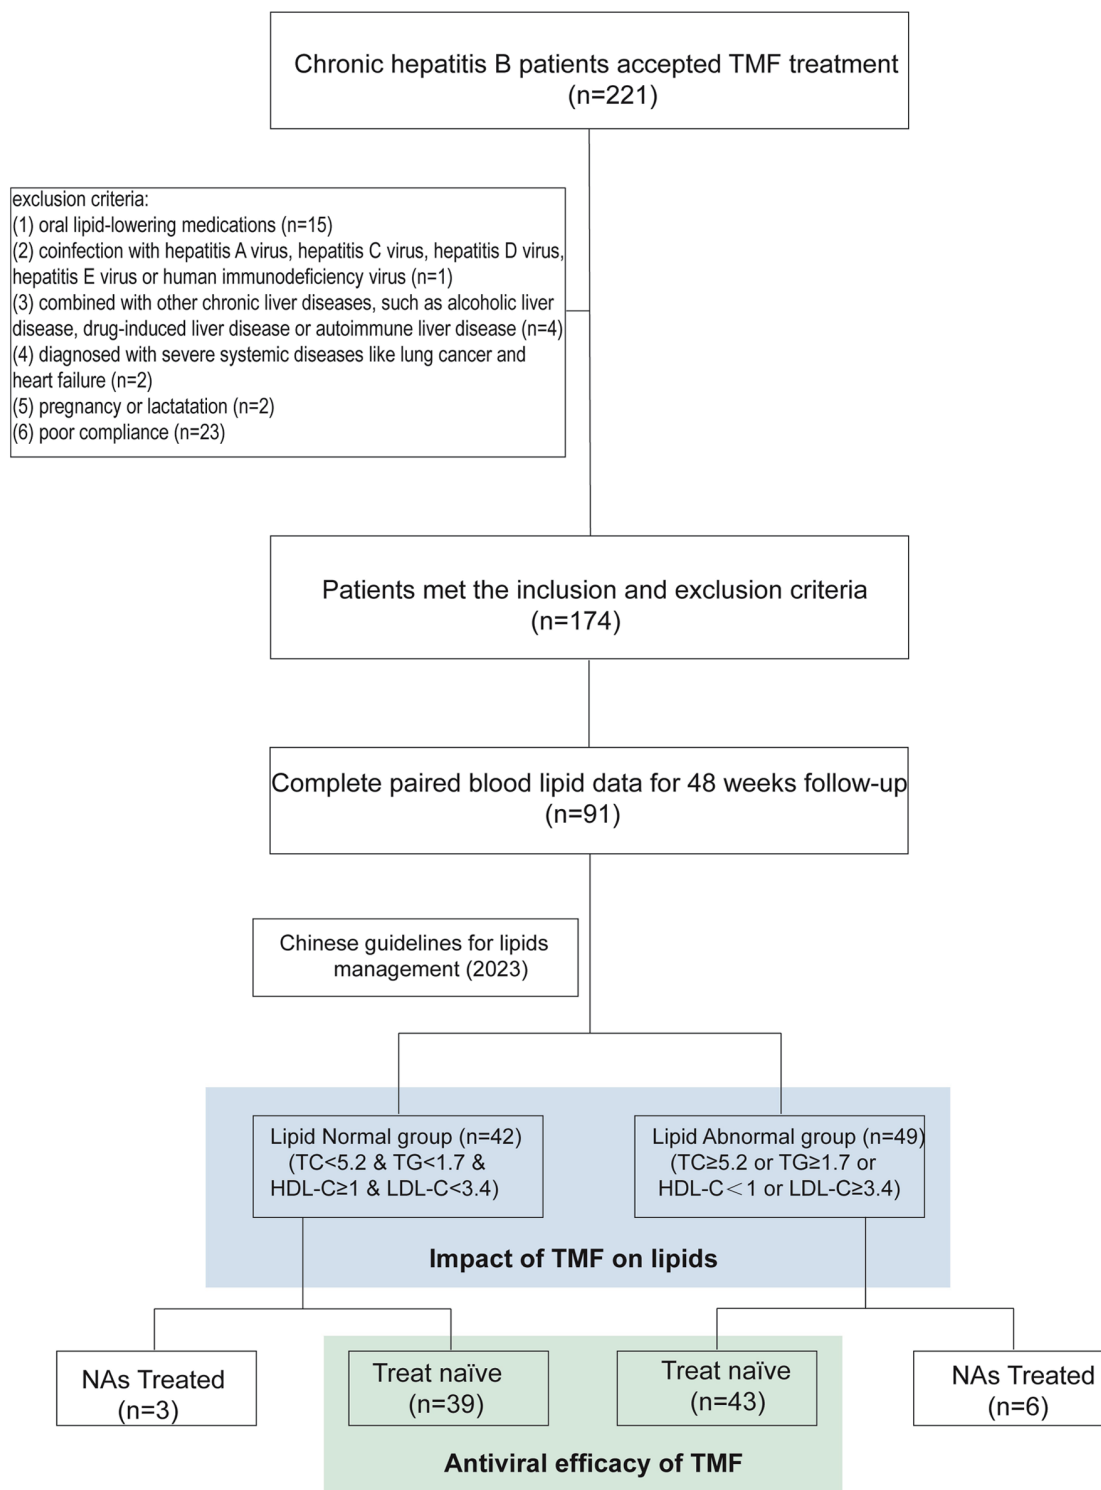 Chronic hepatitis B patients accepted TMF treatment
(n=221)
exclusion criteria:
(1) oral lipid-lowering medications (n=15)
(2) coinfection with hepatitis A virus, hepatitis C virus, hepatitis D virus,
hepatitis E virus or human immunodeficiency virus (n=1)
(3) combined with other chronic liver diseases, such as alcoholic liver
disease, drug-induced liver disease or autoimmune liver disease (n=4)
(4) diagnosed with severe systemic diseases like lung cancer and
heart failure (n=2)
(5) pregnancy or lactatation (n=2)
(6) poor compliance (n=23)
Patients met the inclusion and exclusion criteria
(n=174)
Complete paired blood lipid data for 48 weeks follow-up
(n=91)
Chinese guidelines for lipids
management (2023)
Lipid Normal group (n=42)
(TC<5.2 & TG<1.7 &
HDL-C≥1 & LDL-C<3.4)
Lipid Abnormal group (n=49)
(TC≥5.2 or TG≥1.7 or
HDL-C<1 or LDL-C≥3.4)
Impact of TMF on lipids
NAs Treated
(n=3)
Treat naïve
(n=39)
Treat naïve
(n=43)
NAs Treated
(n=6)
Antiviral efficacy of TMF